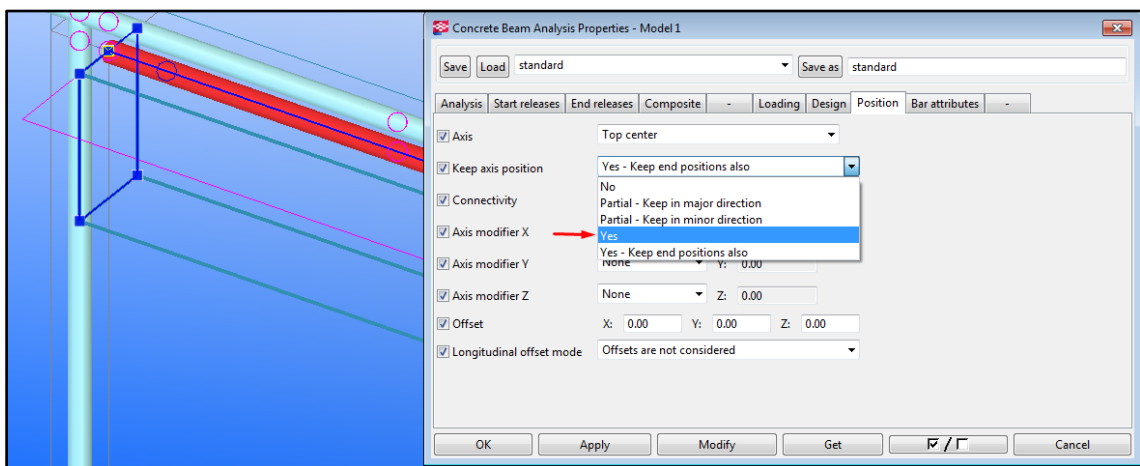 Concrete Beam Analysis Properties - Model 1
Save Load standard Save as standard
Analysis Start releases End releases Composite - Loading Design Position Bar attributes -
Axis Top center
Keep axis position Yes - Keep end positions also
No
Connectivity Partial - Keep in major direction
Partial - Keep in minor direction
Axis modifier X Yes
Yes - Keep end positions also
Axis modifier Y None Y: 0.00
Axis modifier Z None Z: 0.00
Offset X: 0.00 Y: 0.00 Z: 0.00
Longitudinal offset mode Offsets are not considered
OK Apply Modify Get / Cancel